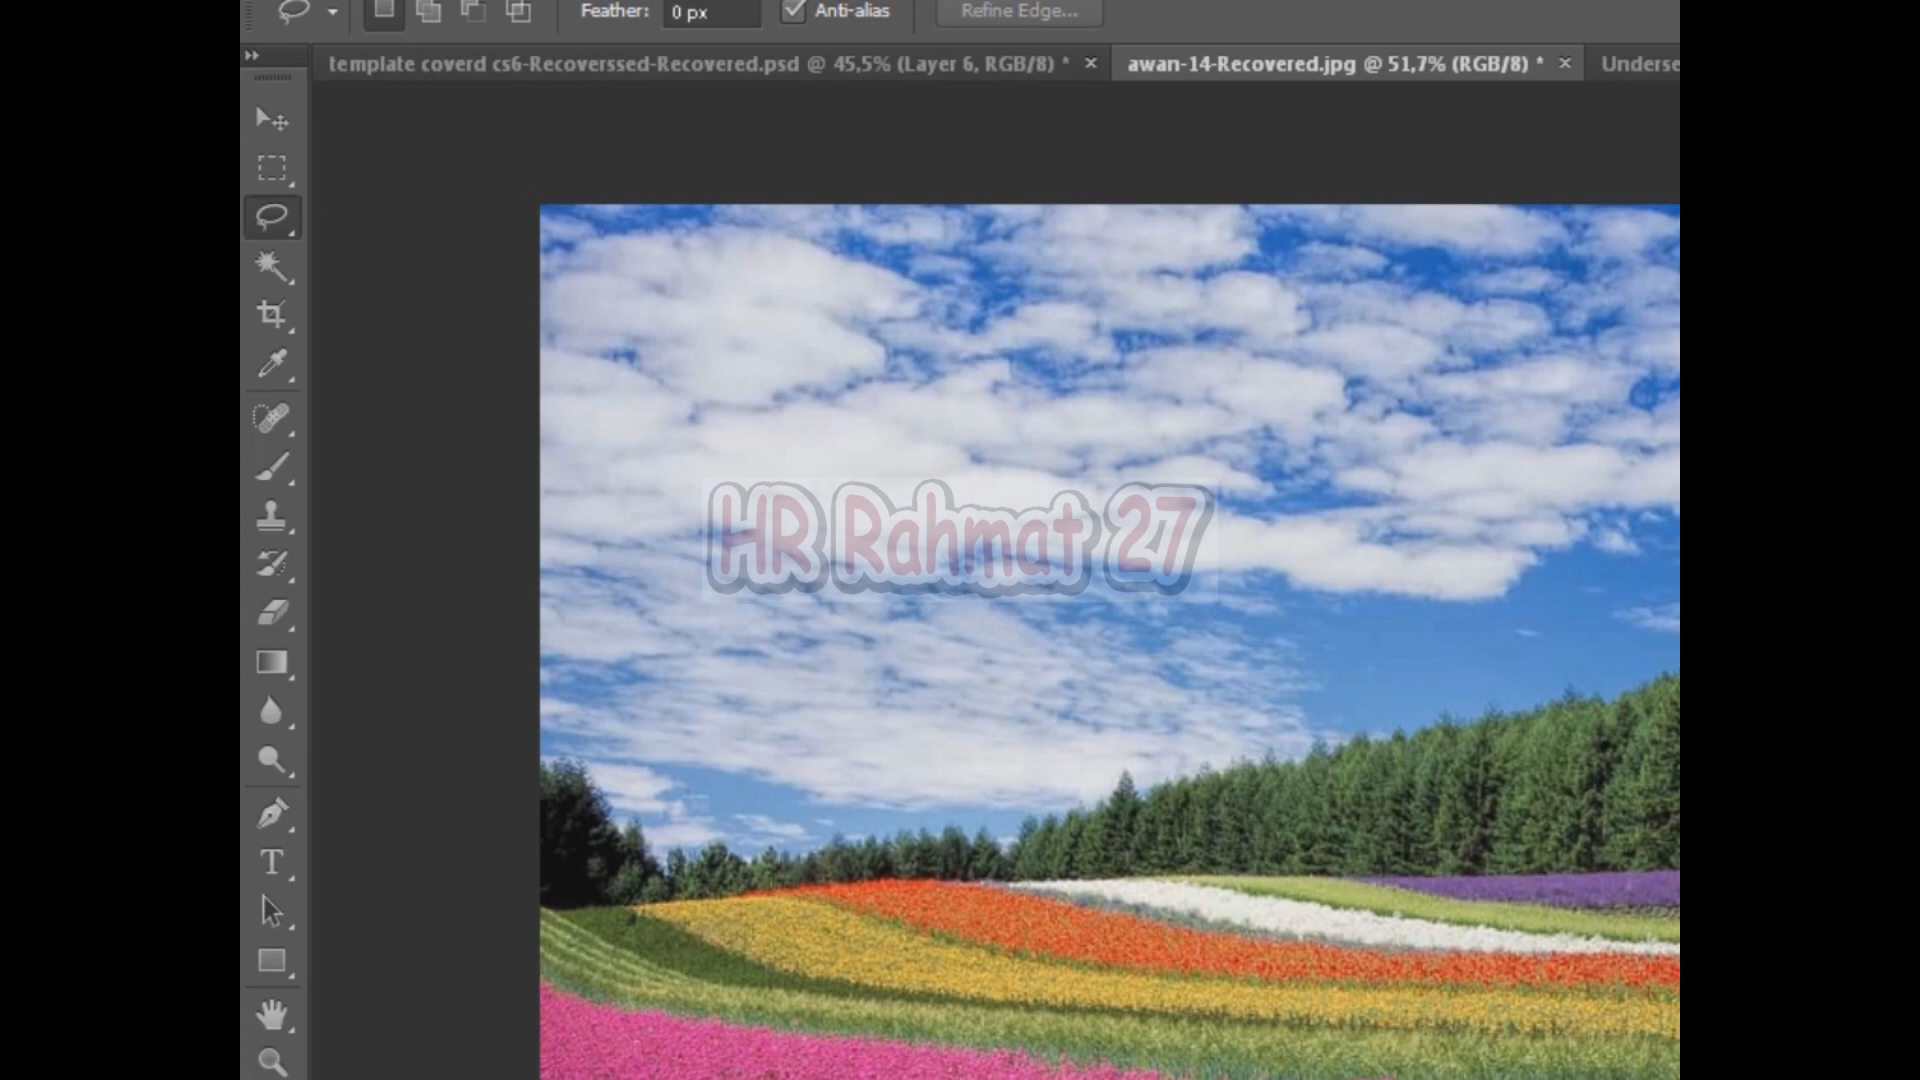 Feather: 0 px Anti-alias Refine Edge...
template coverd cs6-Recoverssed-Recovered.psd @ 45,5% (Layer 6, RGB/8) * × awan-14-Recovered.jpg @ 51,7% (RGB/8) * ×
HR Rahmat 27